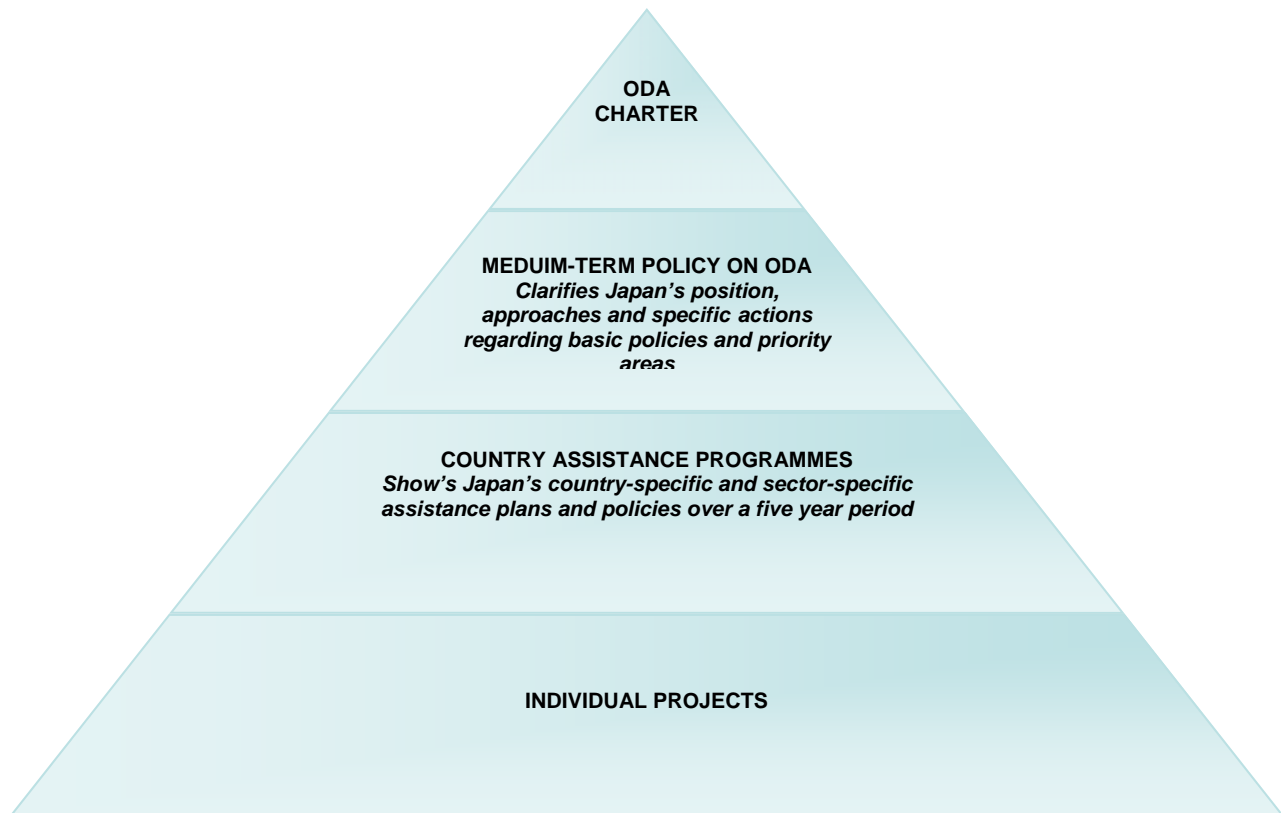 ODA
CHARTER
MEDUIM-TERM POLICY ON ODA
Clarifies Japan’s position,
approaches and specific actions
regarding basic policies and priority
areas
COUNTRY ASSISTANCE PROGRAMMES
Show’s Japan’s country-specific and sector-specific
assistance plans and policies over a five year period
INDIVIDUAL PROJECTS